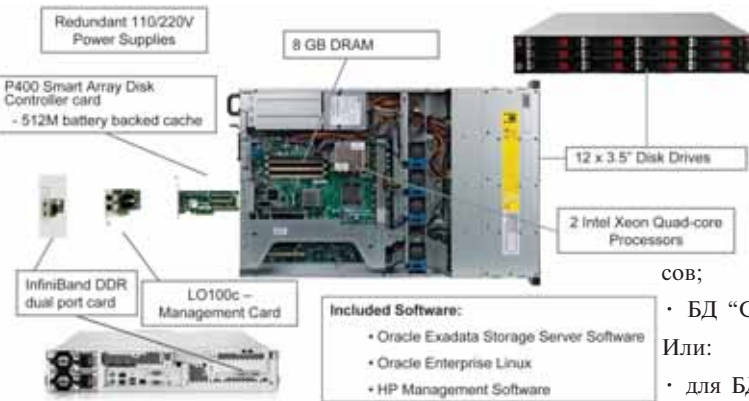 Redundant 110/220V
Power Supplies
8 GB DRAM
P400 Smart Array Disk
Controller card
- 512M battery backed cache
12 x 3.5" Disk Drives
2 Intel Xeon Quad-core
Processors
InfiniBand DDR
dual port card
LO100c –
Management Card
Included Software:
• Oracle Exadata Storage Server Software
• Oracle Enterprise Linux
• HP Management Software
сов;
· БД “С
Или:
· для БД